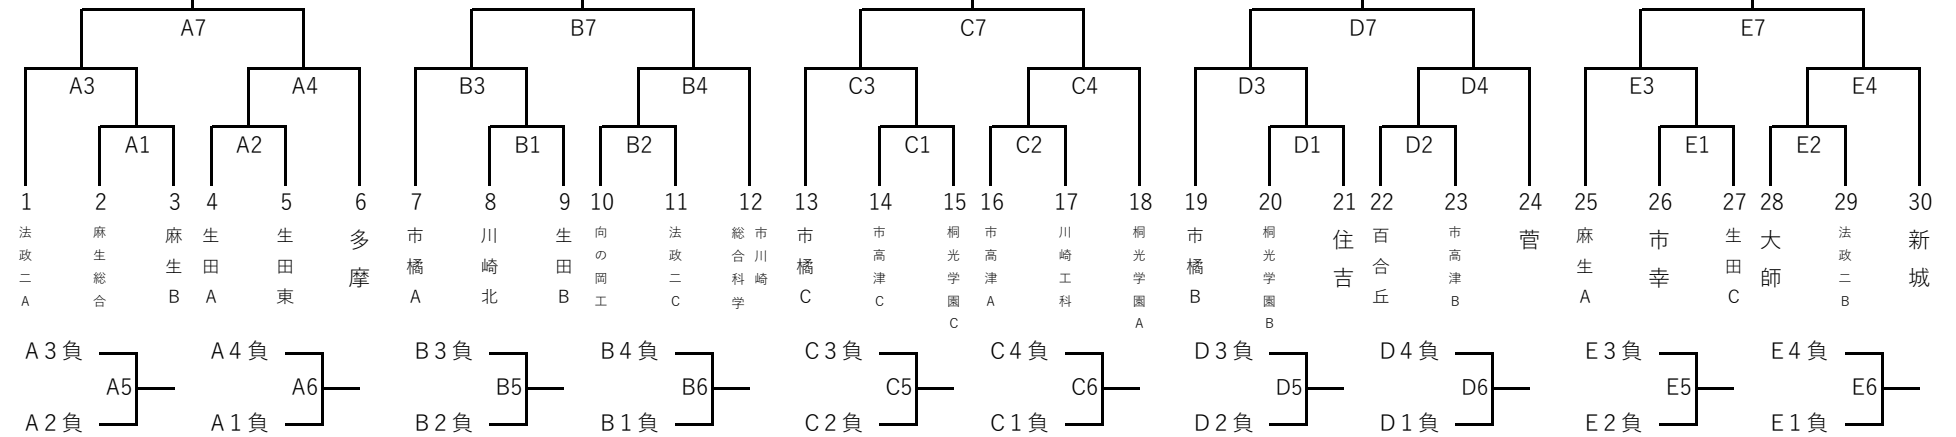 A7 B7 C7 D7 E7
A3 A4 B3 B4 C3 C4 D3 D4 E3 E4
A1 A2 B1 B2 C1 C2 D1 D2 E1 E2
1 2 3 4 5 6 7 8 9 10 11 12 13 14 15 16 17 18 19 20 21 22 23 24 25 26 27 28 29 30
法政二A
麻生総合
麻生B
生田A
生田東
多摩
市橘A
川崎北
生田B
向の岡工
法政二C
市川崎
総合科学
市橘C
市高津C
桐光学園C
市高津A
川崎工科
桐光学園A
市橘B
桐光学園B
住吉
百合丘
市高津B
菅
麻生A
市幸
生田C
大師
法政二B
新城
A3負 A4負 B3負 B4負 C3負 C4負 D3負 D4負 E3負 E4負
A5 A6 B5 B6 C5 C6 D5 D6 E5 E6
A2負 A1負 B2負 B1負 C2負 C1負 D2負 D1負 E2負 E1負